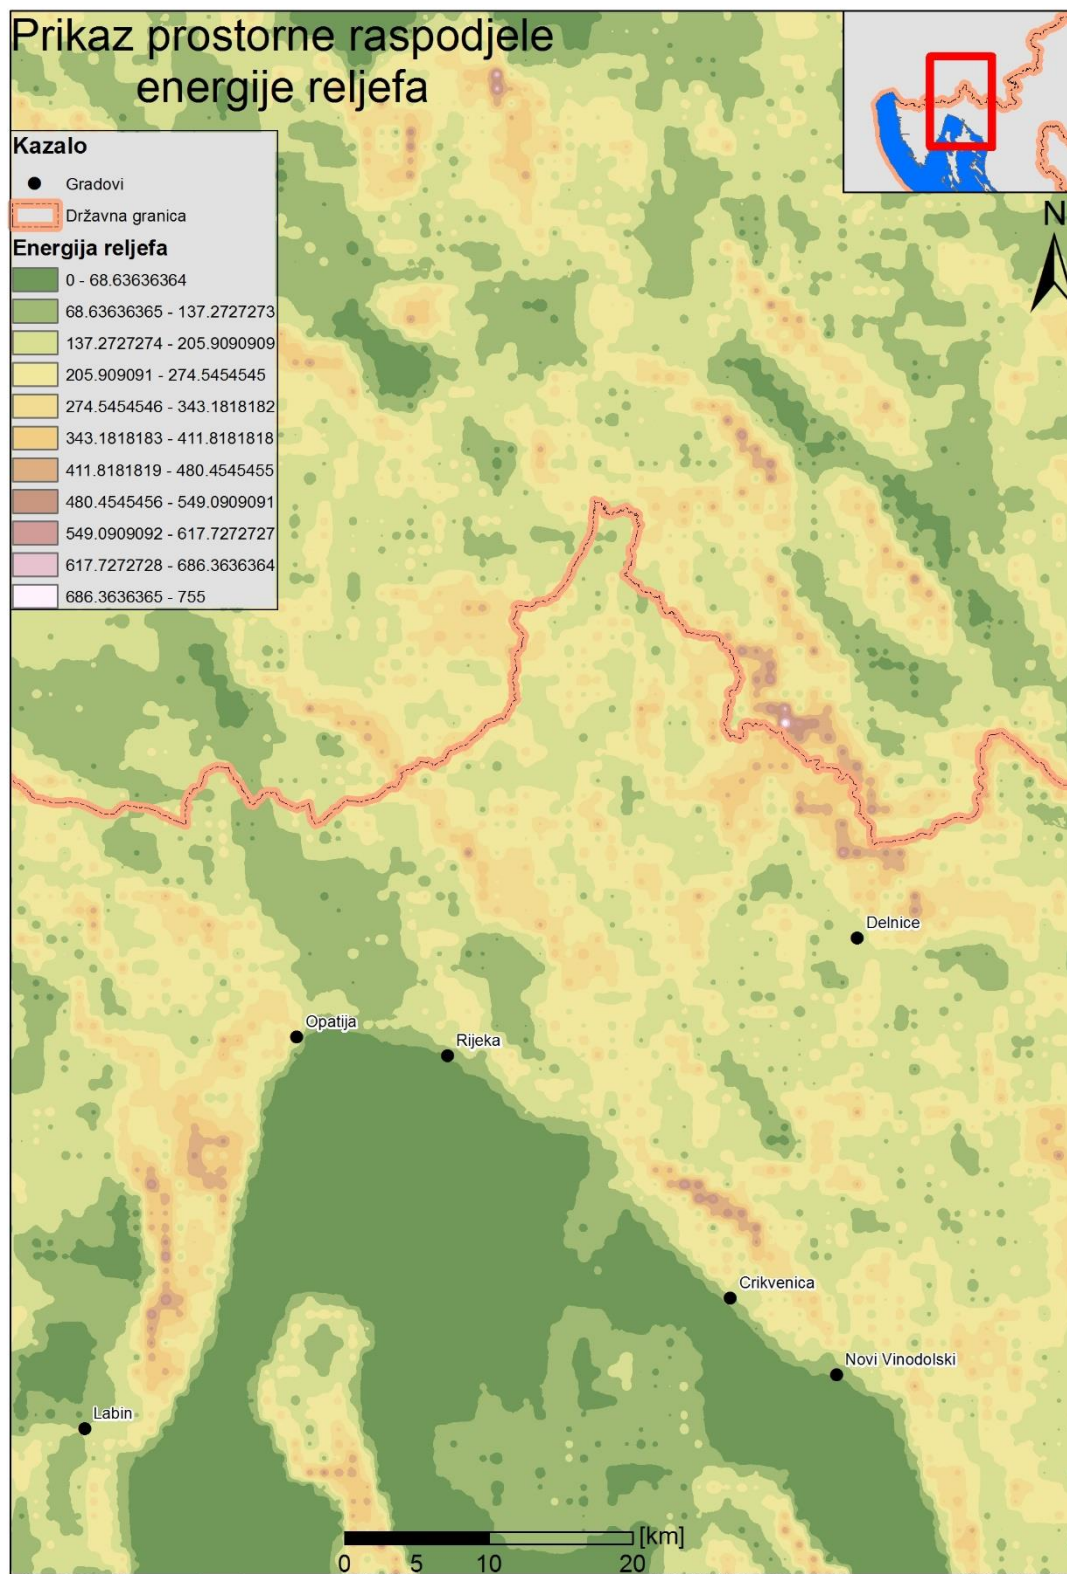 Prikaz prostorne raspodjele
energije reljefa
Kazalo
Gradovi
Državna granica
Energija reljefa
0 - 68.63636364
68.63636365 - 137.2727273
137.2727274 - 205.9090909
205.909091 - 274.5454545
274.5454546 - 343.1818182
343.1818183 - 411.8181818
411.8181819 - 480.4545455
480.4545456 - 549.0909091
549.0909092 - 617.7272727
617.7272728 - 686.3636364
686.3636365 - 755
N
Delnice
Opatija
Rijeka
Crikvenica
Novi Vinodolski
Labin
[km]
0 5 10 20